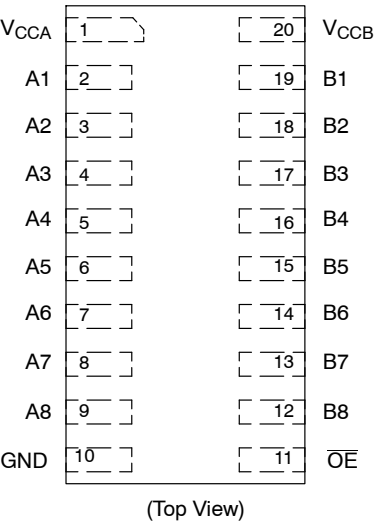 VCCA 1 20 VCCB
A1 2 19 B1
A2 3 18 B2
A3 4 17 B3
A4 5 16 B4
A5 6 15 B5
A6 7 14 B6
A7 8 13 B7
A8 9 12 B8
GND 10 11 O̅E̅
(Top View)